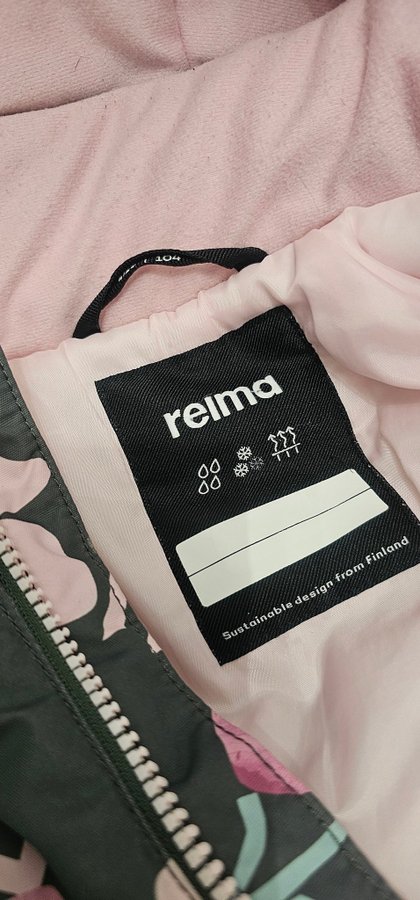 104
reima
Sustainable design from Finland